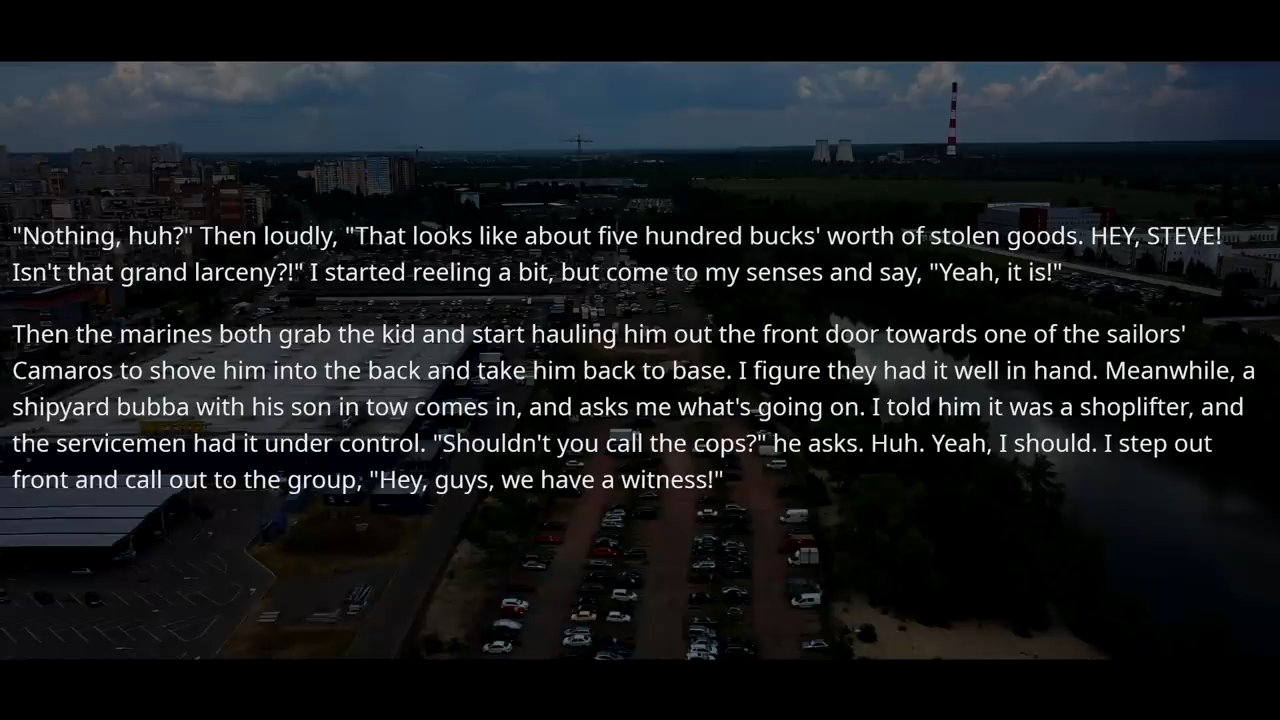 "Nothing, huh?" Then loudly, "That looks like about five hundred bucks' worth of stolen goods. HEY, STEVE!
Isn't that grand larceny?!" I started reeling a bit, but come to my senses and say, "Yeah, it is!"
Then the marines both grab the kid and start hauling him out the front door towards one of the sailors'
Camaros to shove him into the back and take him back to base. I figure they had it well in hand. Meanwhile, a
shipyard bubba with his son in tow comes in, and asks me what's going on. I told him it was a shoplifter, and
the servicemen had it under control. "Shouldn't you call the cops?" he asks. Huh. Yeah, I should. I step out
front and call out to the group, "Hey, guys, we have a witness!"